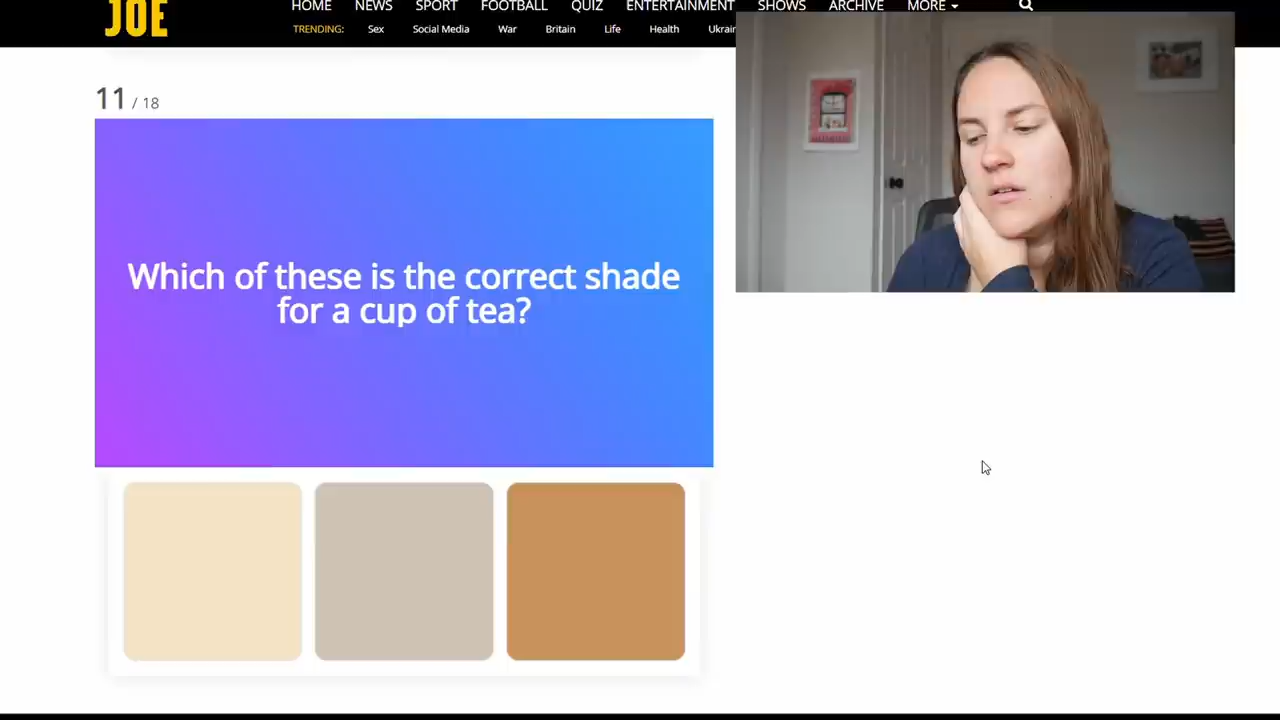 JOE
HOME NEWS SPORT FOOTBALL QUIZ ENTERTAINMENT SHOWS ARCHIVE MORE
TRENDING: Sex Social Media War Britain Life Health Ukrair
11 / 18
Which of these is the correct shade
for a cup of tea?